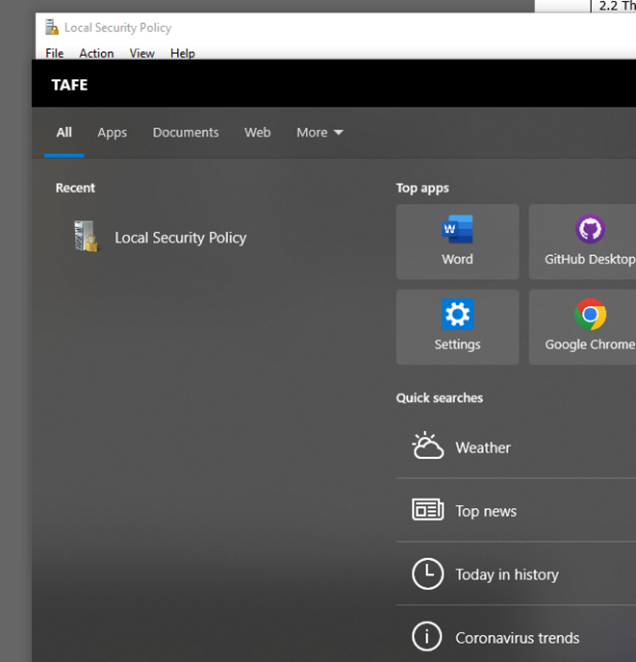 2.2 Th
Local Security Policy
File Action View Help
TAFE
All Apps Documents Web More
Recent
Top apps
Local Security Policy
W
Word
GitHub Desktop
Settings
Google Chrome
Quick searches
Weather
Top news
Today in history
Coronavirus trends